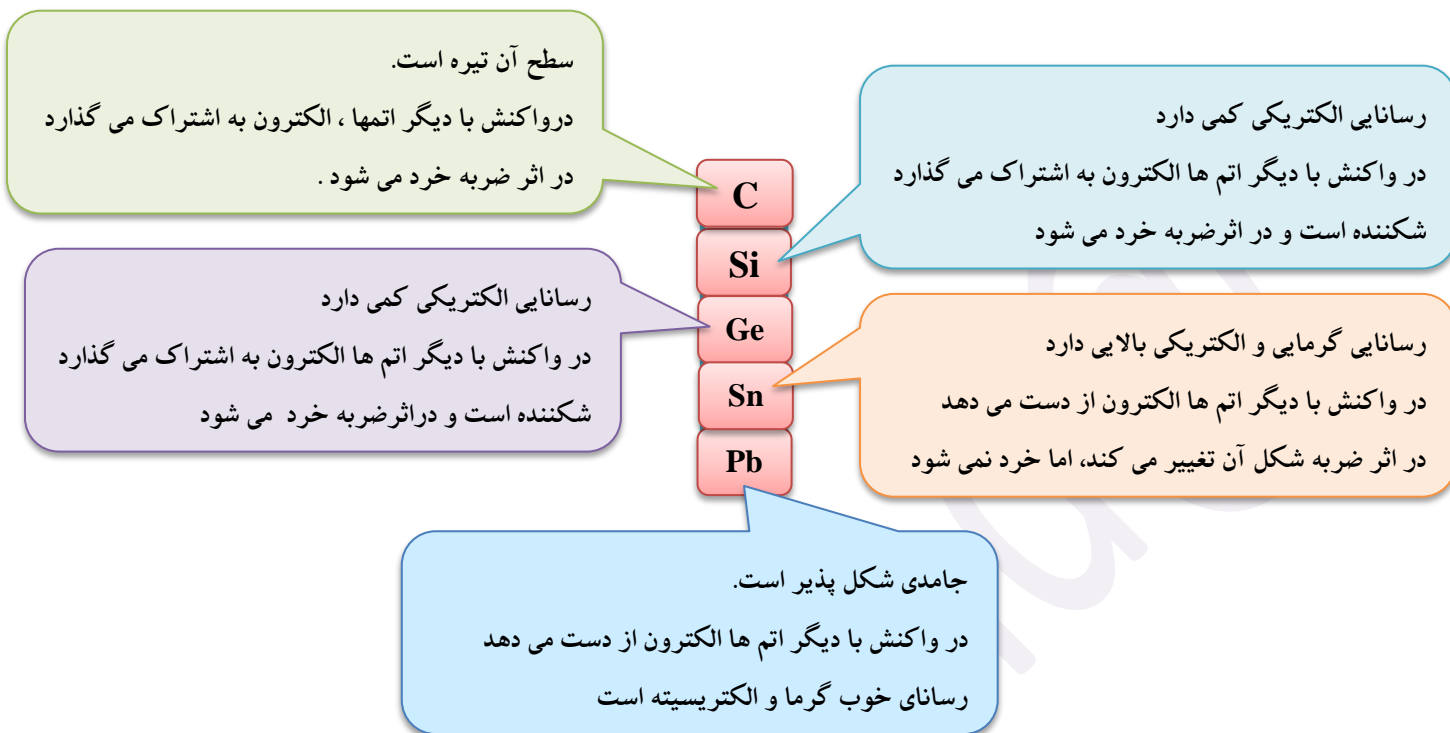 سطح آن تیره است.
درواکنش با دیگر اتمها ، الکترون به اشتراک می گذارد
در اثر ضربه خرد می شود .
رسانایی الکتریکی کمی دارد
در واکنش با دیگر اتم ها الکترون به اشتراک می گذارد
شکننده است و در اثرضربه خرد می شود
C
Si
Ge
Sn
Pb
رسانایی الکتریکی کمی دارد
در واکنش با دیگر اتم ها الکترون به اشتراک می گذارد
شکننده است و دراثرضربه خرد می شود
رسانایی گرمایی و الکتریکی بالایی دارد
در واکنش با دیگر اتم ها الکترون از دست می دهد
در اثر ضربه شکل آن تغییر می کند، اما خرد نمی شود
جامدی شکل پذیر است.
در واکنش با دیگر اتم ها الکترون از دست می دهد
رسانای خوب گرما و الکتریسیته است